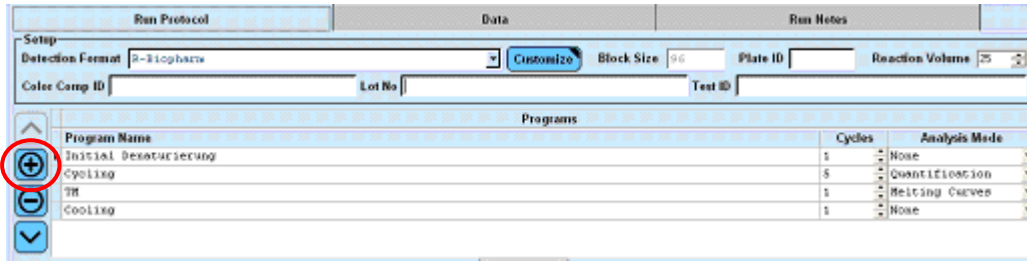 Run Protocol Data Run Notes
Setup
Detection Format R-Biopharm Customize Block Size 96 Plate ID Reaction Volume 25
Color Comp ID Lot No Test ID
Programs
Program Name Cycles Analysis Mode
Initial Denaturierung 1 None
Cycling 5 Quantification
TM 1 Melting Curves
Cooling 1 None